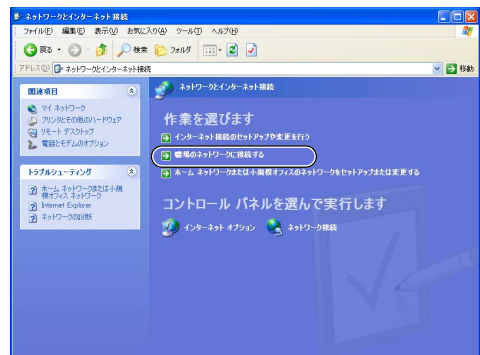 ネットワークとインターネット接続
ファイル(F) 編集(E) 表示(V) お気に入り(A) ツール(T) ヘルプ(H)
戻る 検索 フォルダ
アドレス(D) ネットワークとインターネット接続 移動
関連項目
マイ ネットワーク
プリンタとその他のハードウェア
リモート デスクトップ
電話とモデムのオプション
トラブルシューティング
ホーム ネットワークまたは小規
模オフィス ネットワーク
Internet Explorer
ネットワークの診断
ネットワークとインターネット接続
作業を選びます
インターネット接続のセットアップや変更を行う
職場のネットワークに接続する
ホーム ネットワークまたは小規模オフィスのネットワークをセットアップまたは変更する
コントロール パネルを選んで実行します
インターネット オプション ネットワーク接続